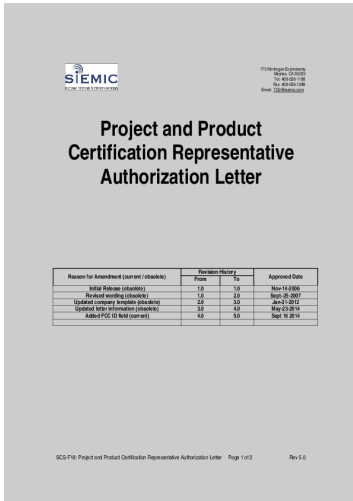 SIEMIC
775 Montague Expressway
Milpitas, CA 95035
Project and Product
Certification Representative
Authorization Letter
Reason for Amendment (current / obsolete) Revision History Approved Date
From To
Initial Release (obsolete) 1.0 1.0 Nov-14-2006
Revised wording (obsolete) 1.0 2.0 Sept-25-2007
Updated company template (obsolete) 2.0 3.0 Jan-31-2012
Updated letter information (obsolete) 3.0 4.0 May-23-2014
Added FCC ID field (current) 4.0 5.0 Sept 16 2014
SCS-F18: Project and Product Certification Representative Authorization Letter Page 1 of 2 Rev 5.0